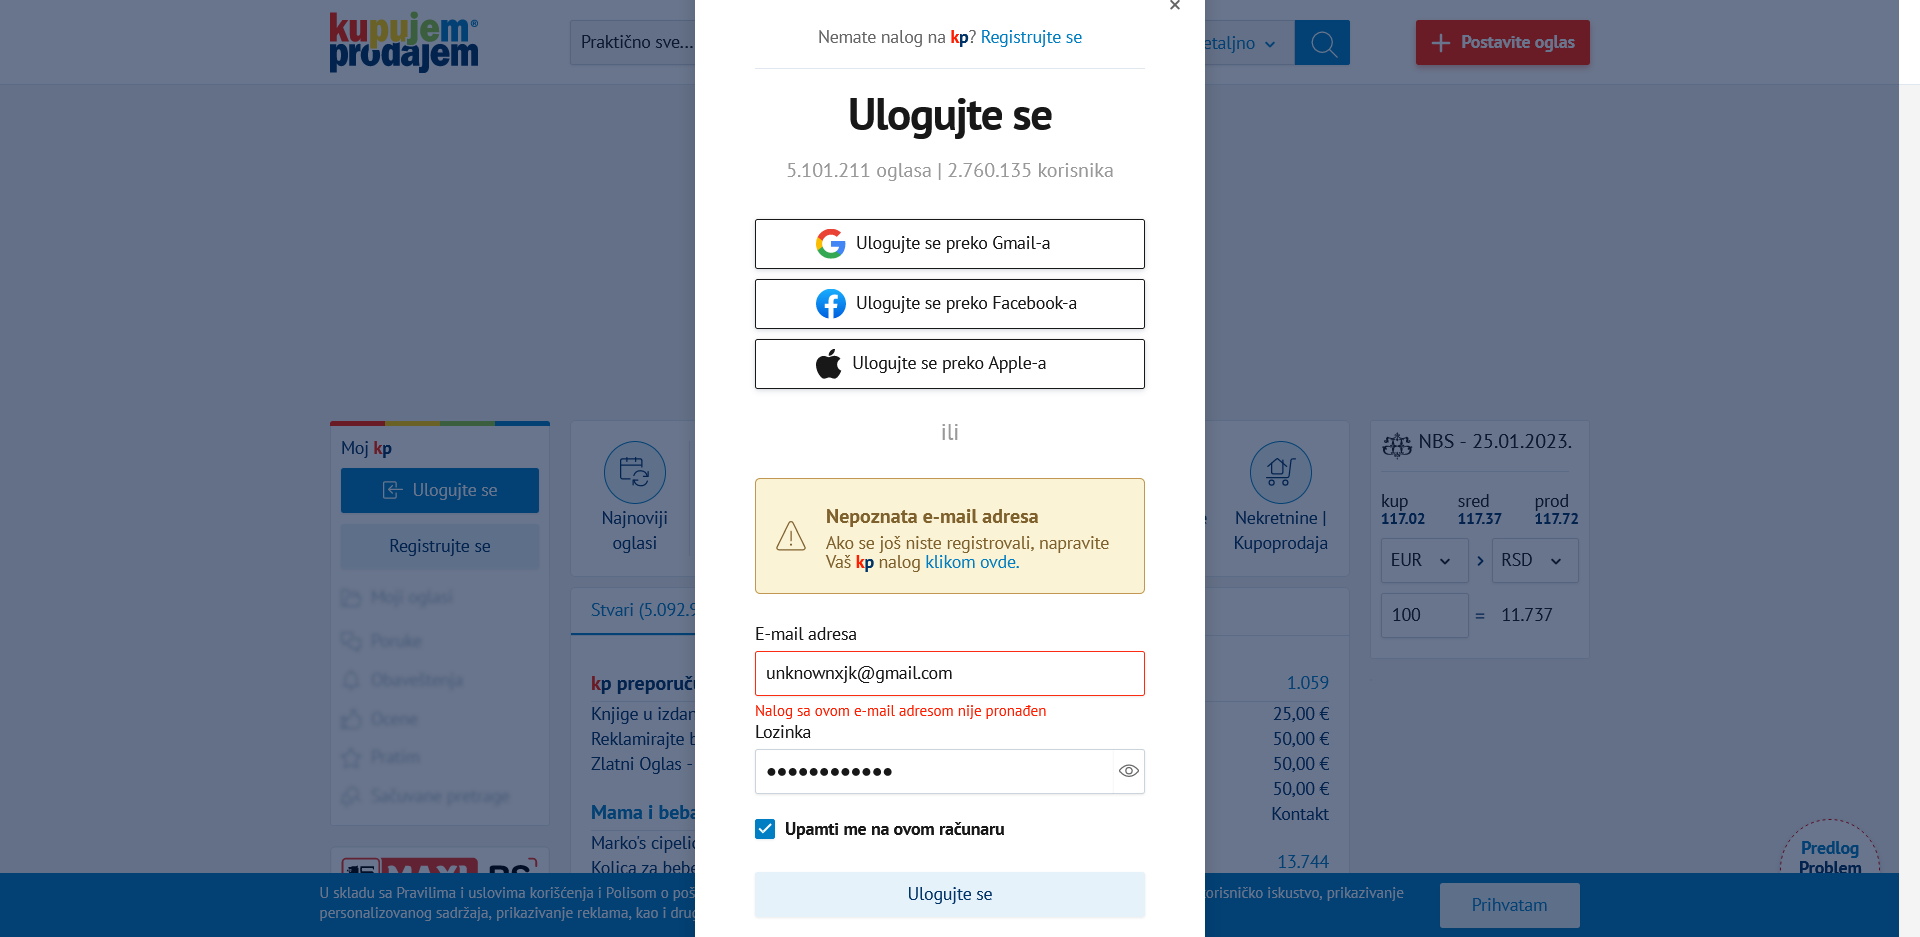 kupujem
prodajem
Praktično sve...
etaljno
Postavite oglas
Nemate nalog na kp? Registrujte se
Ulogujte se
5.101.211 oglasa | 2.760.135 korisnika
Ulogujte se preko Gmail-a
Ulogujte se preko Facebook-a
Ulogujte se preko Apple-a
ili
Nepoznata e-mail adresa
Ako se još niste registrovali, napravite
Vaš kp nalog klikom ovde.
E-mail adresa
unknownxjk@gmail.com
Nalog sa ovom e-mail adresom nije pronađen
Lozinka
••••••••••••
Upamti me na ovom računaru
Ulogujte se
Moj kp
Ulogujte se
Registrujte se
Moji oglasi
Poruke
Obaveštenja
Ocene
Pratim
Sačuvane pretrage
Najnoviji
oglasi
Stvari (5.092.9
kp preporuč
Knjige u izdan
Reklamirajte b
Zlatni Oglas -
Mama i beba
Marko's cipelic
Kolica za bebe
e
Nekretnine |
Kupoprodaja
1.059
25,00 €
50,00 €
50,00 €
50,00 €
Kontakt
13.744
NBS - 25.01.2023.
kup sred prod
117.02 117.37 117.72
EUR RSD
100 = 11.737
Predlog
Problem
U skladu sa Pravilima i uslovima korišćenja i Polisom o poš
orisničko iskustvo, prikazivanje
personalizovanog sadržaja, prikazivanje reklama, kao i drug
Prihvatam